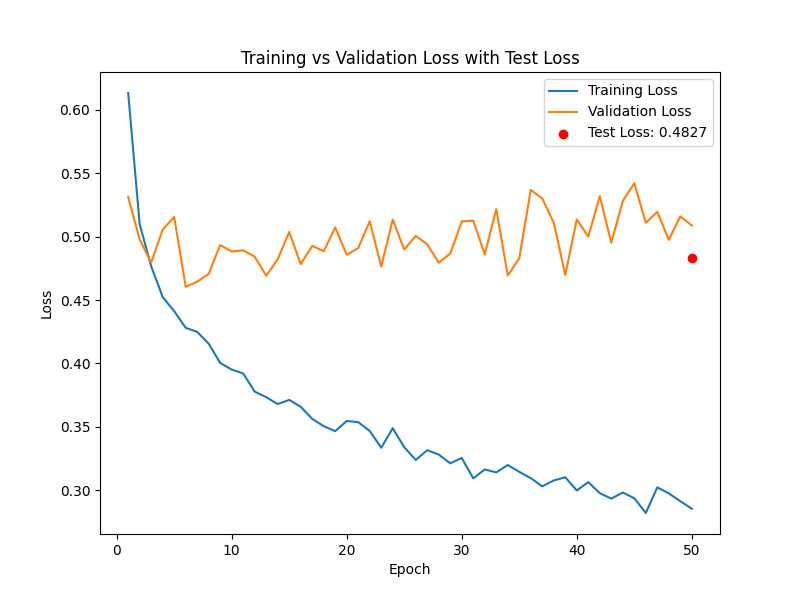 Training vs Validation Loss with Test Loss
Training Loss
Validation Loss
Test Loss: 0.4827
0.60
0.55
0.50
0.45
0.40
0.35
0.30
Loss
0
10
20
30
40
50
Epoch